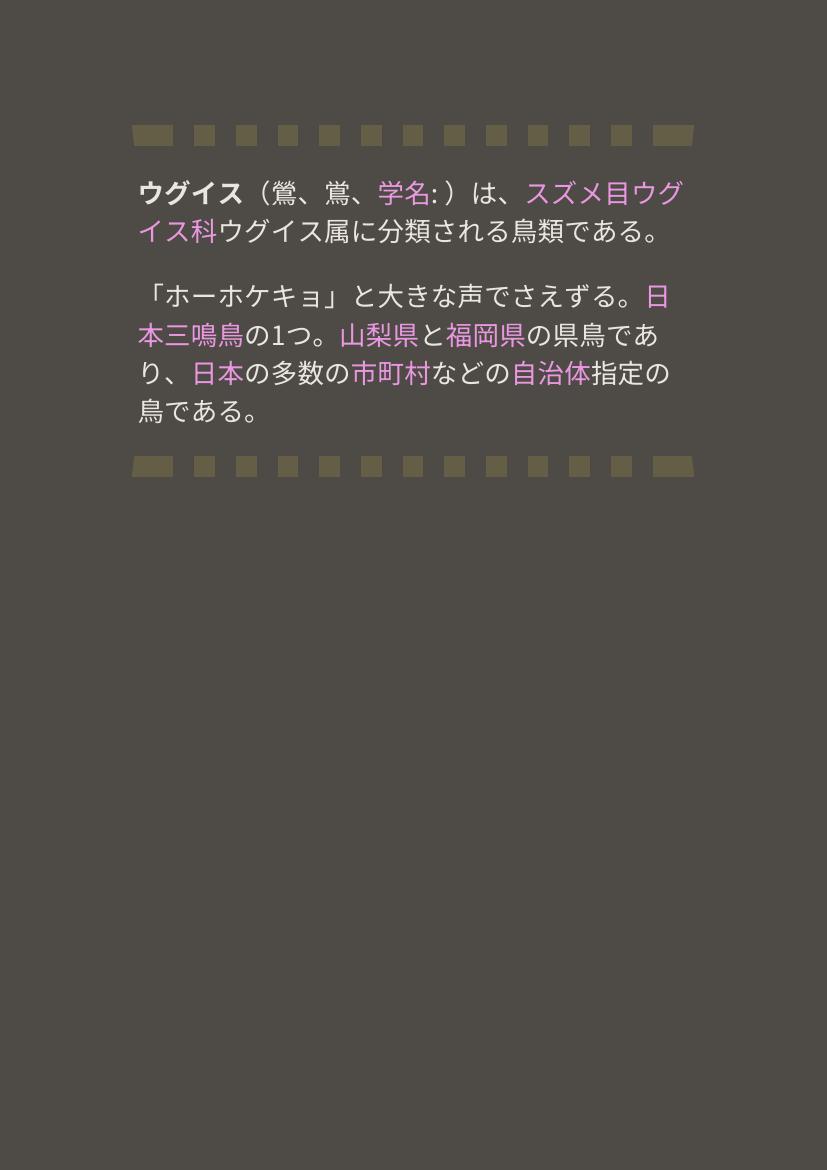 ウグイス（鶯、鴬、学名: ）は、スズメ目ウグ
イス科ウグイス属に分類される鳥類である。
「ホーホケキョ」と大きな声でさえずる。日
本三鳴鳥の1つ。山梨県と福岡県の県鳥であ
り、日本の多数の市町村などの自治体指定の
鳥である。